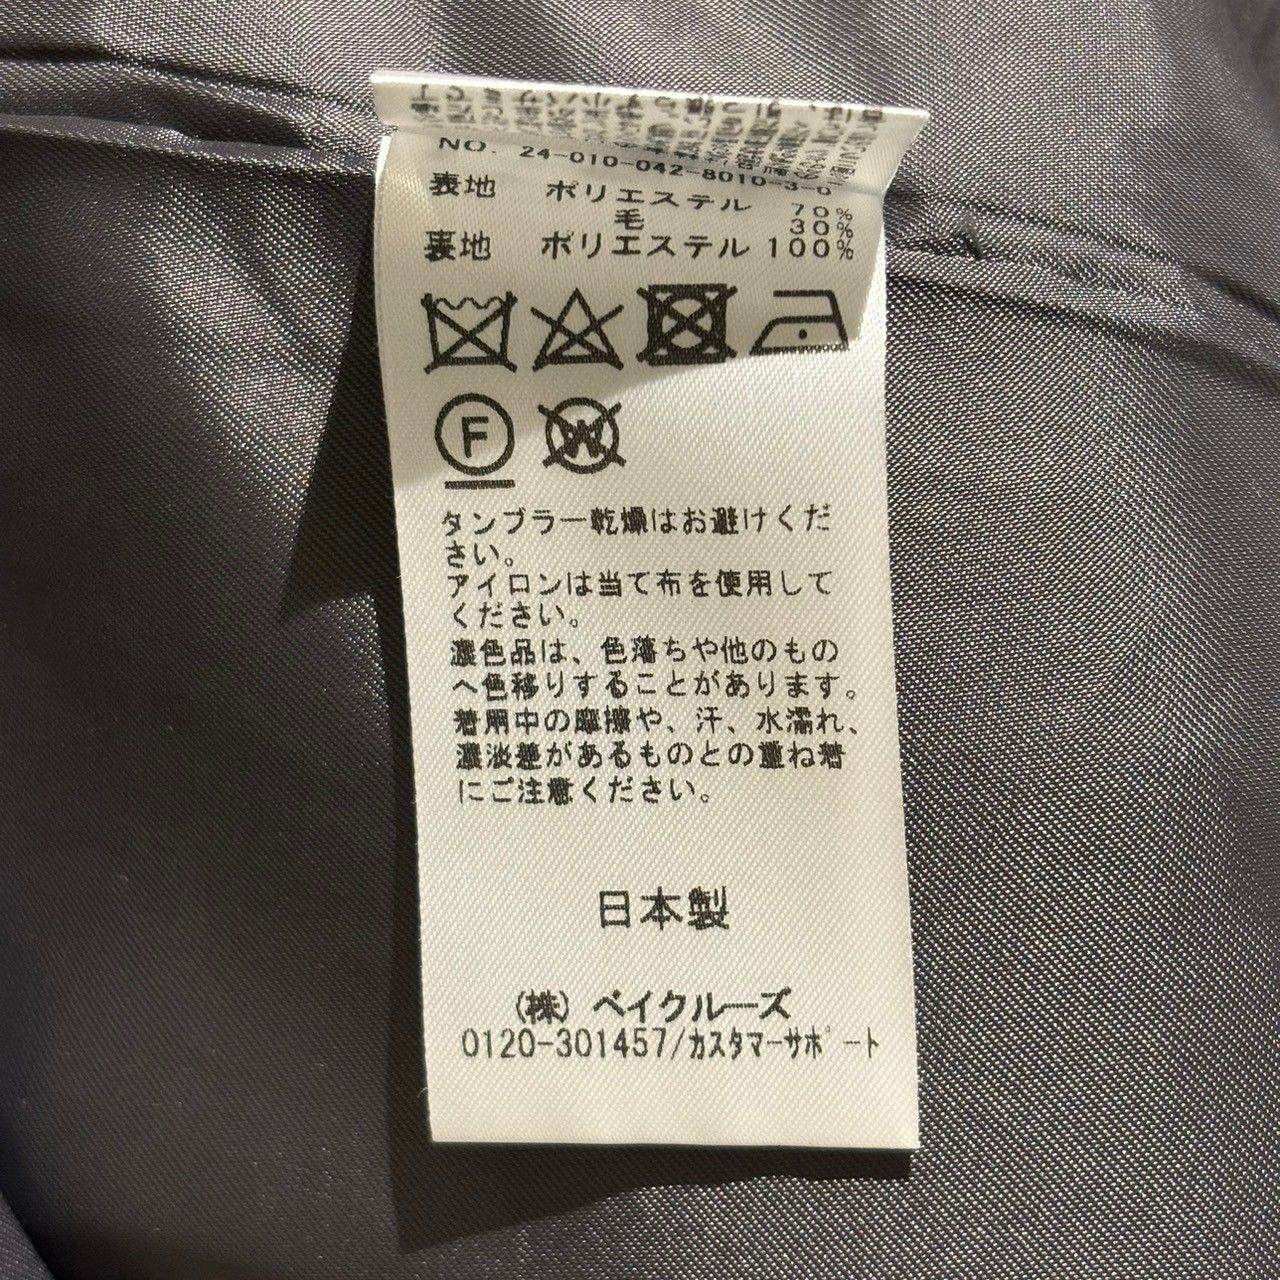 NO. 24-010-042-8010-3-0
表地 ポリエステル 70%
毛 30%
裏地 ポリエステル 100%
F
W
タンブラー乾燥はお避けくだ
さい。
アイロンは当て布を使用して
ください。
濃色品は、色落ちや他のもの
へ色移りすることがあります。
着用中の摩擦や、汗、水濡れ、
濃淡差があるものとの重ね着
にご注意ください。
日本製
(株) ベイクルーズ
0120-301457/カスタマーサポート